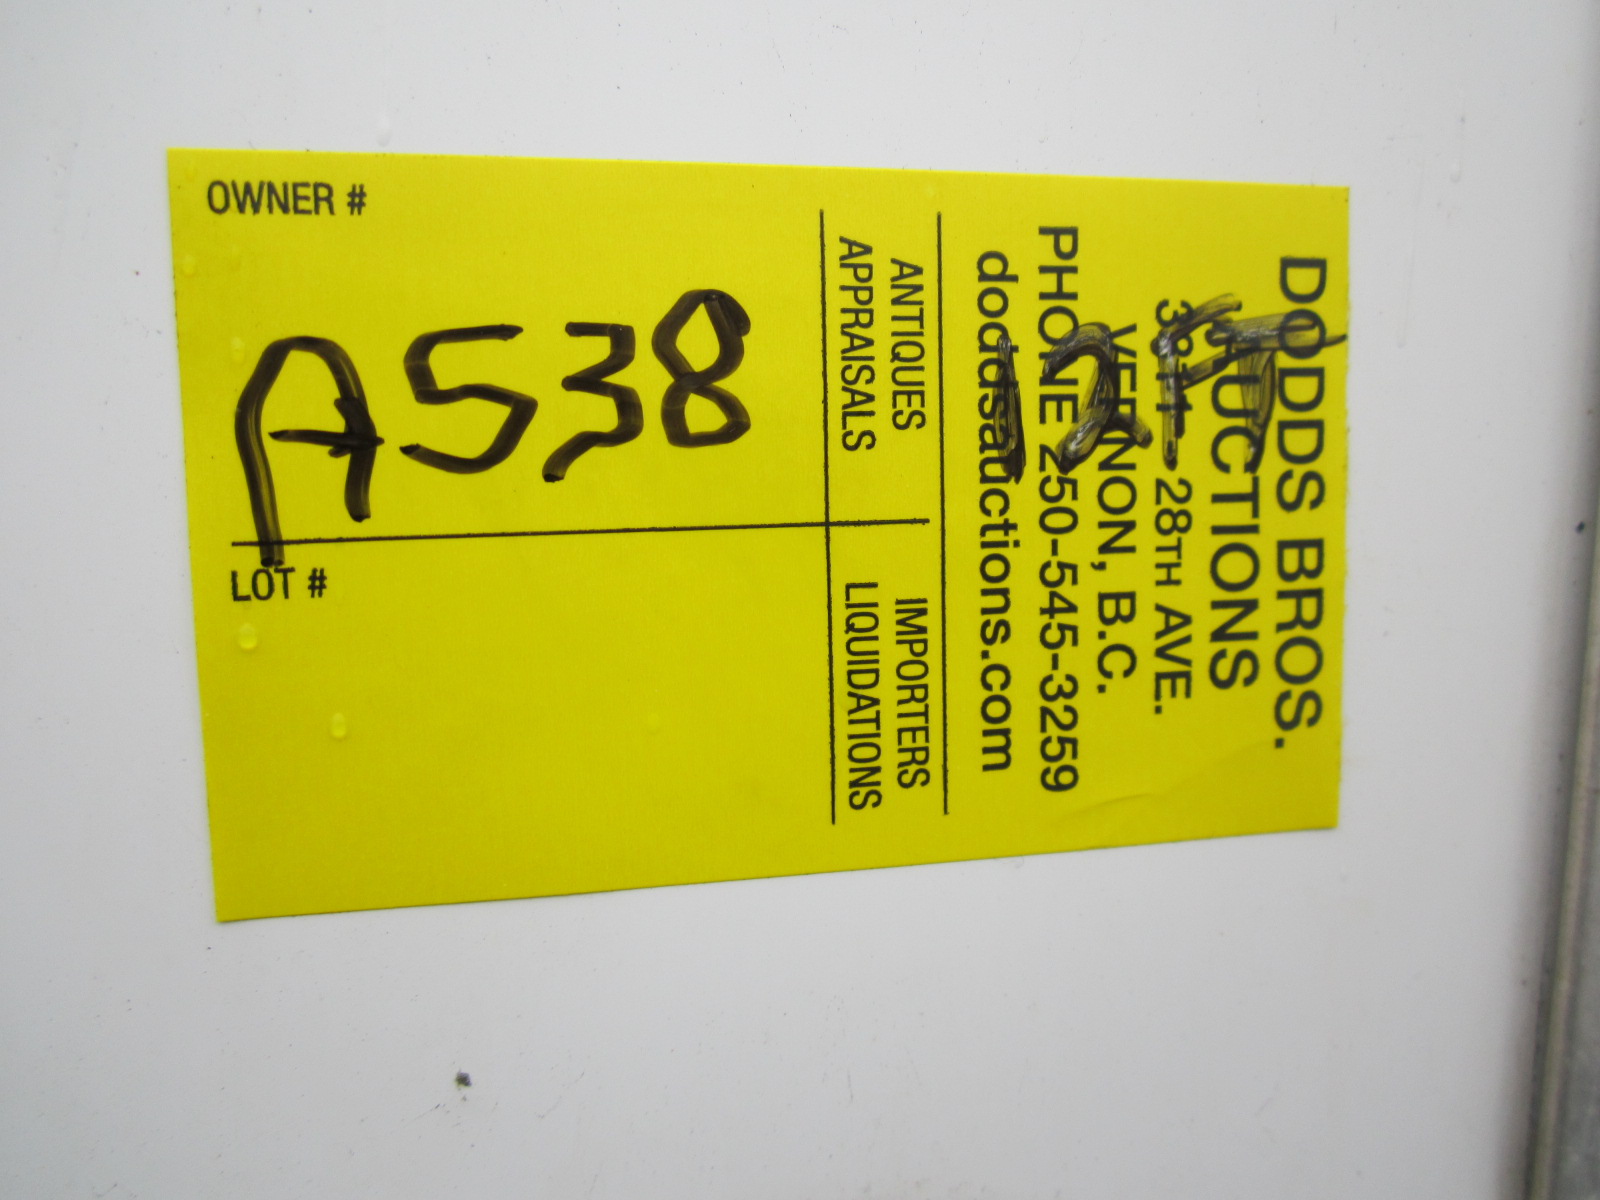 DODDS BROS.
AUCTIONS
28TH AVE.
VERNON, B.C.
PHONE 250-545-3259
doddsauctions.com
ANTIQUES IMPORTERS
APPRAISALS LIQUIDATIONS
OWNER #
A538
LOT #